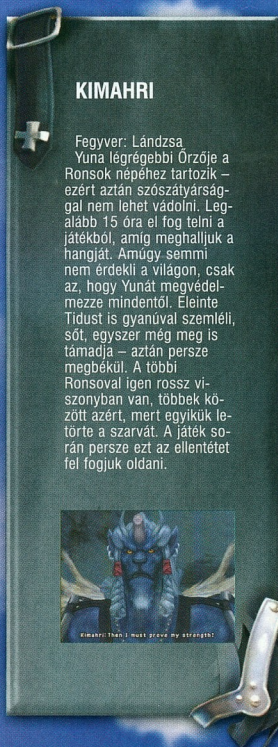 KIMAHRI
Fegyver: Lándzsa
Yuna légrégebbi Őrzője a
Ronsok népéhez tartozik –
ezért aztán szószátyárság-
gal nem lehet vádolni. Leg-
alább 15 óra el fog telni a
játékból, amíg meghalljuk a
hangját. Amúgy semmi
nem érdekli a világon, csak
az, hogy Yunát megvédel-
mezze mindentől. Eleinte
Tidust is gyanúval szemléli,
sőt, egyszer még meg is
támadja – aztán persze
megbékül. A többi
Ronsoval igen rossz vi-
szonyban van, többek kö-
zött azért, mert egyikük le-
törte a szarvát. A játék so-
rán persze ezt az ellentétet
fel fogjuk oldani.
Kimahri: Then I must prove my strength!